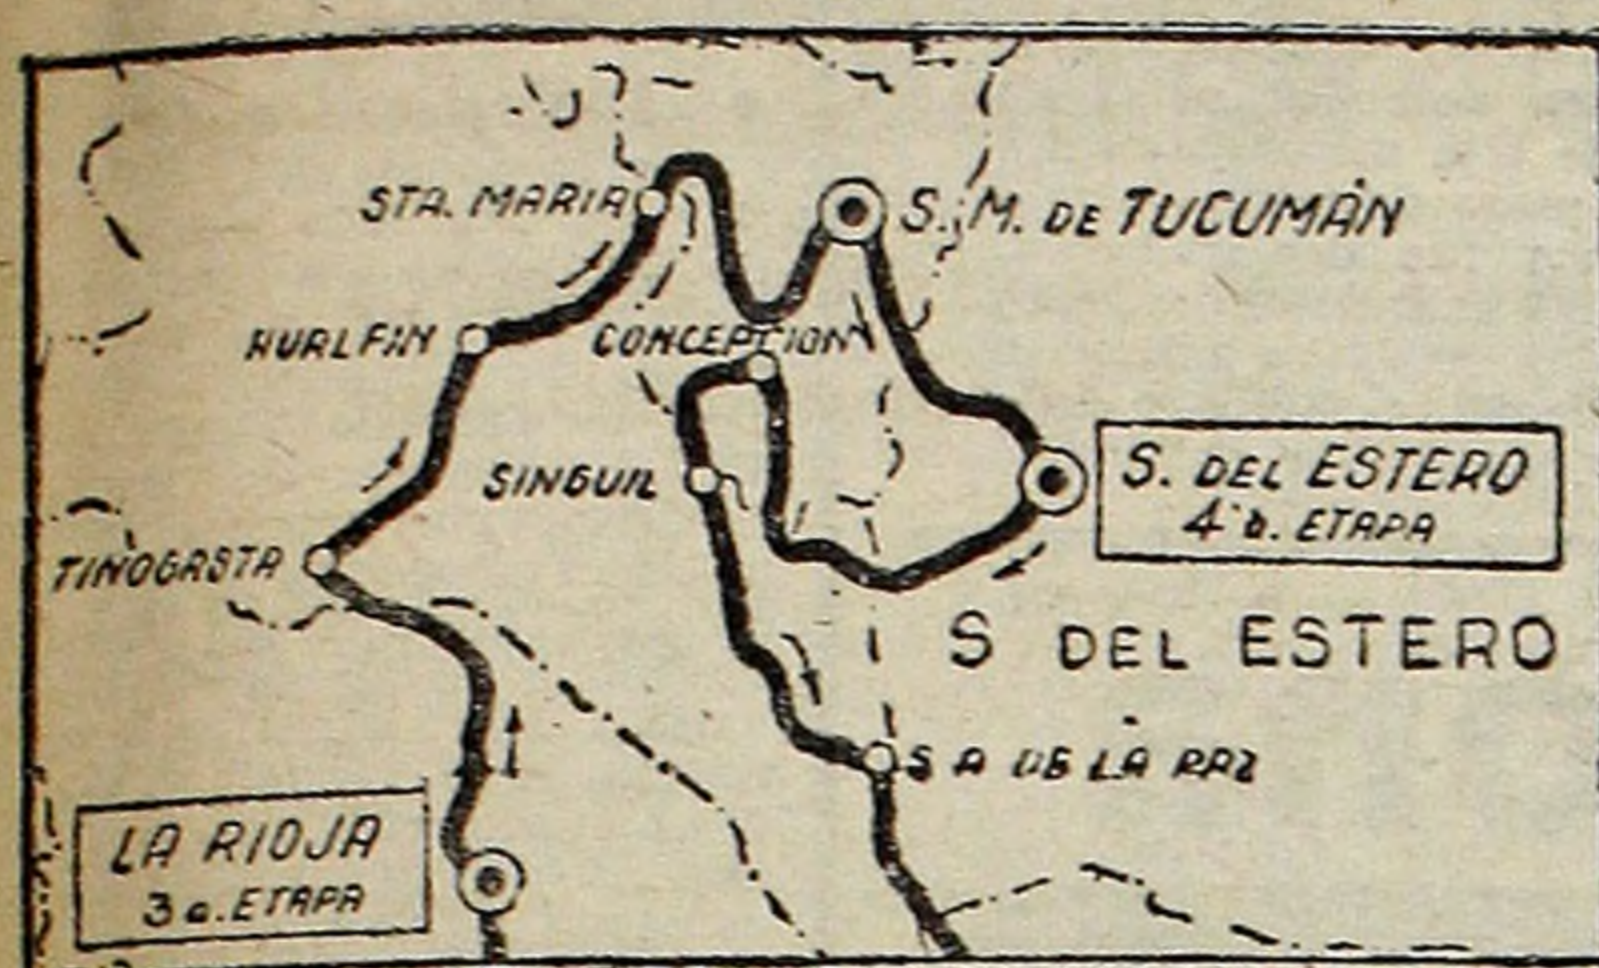 STA. MARIA
S. M. DE TUCUMÁN
HUALFIN
CONCEPCION
SINGUIL
S. DEL ESTERO
4a. ETAPA
TINOGASTA
S DEL ESTERO
S A DE LA PAZ
LA RIOJA
3a. ETAPA